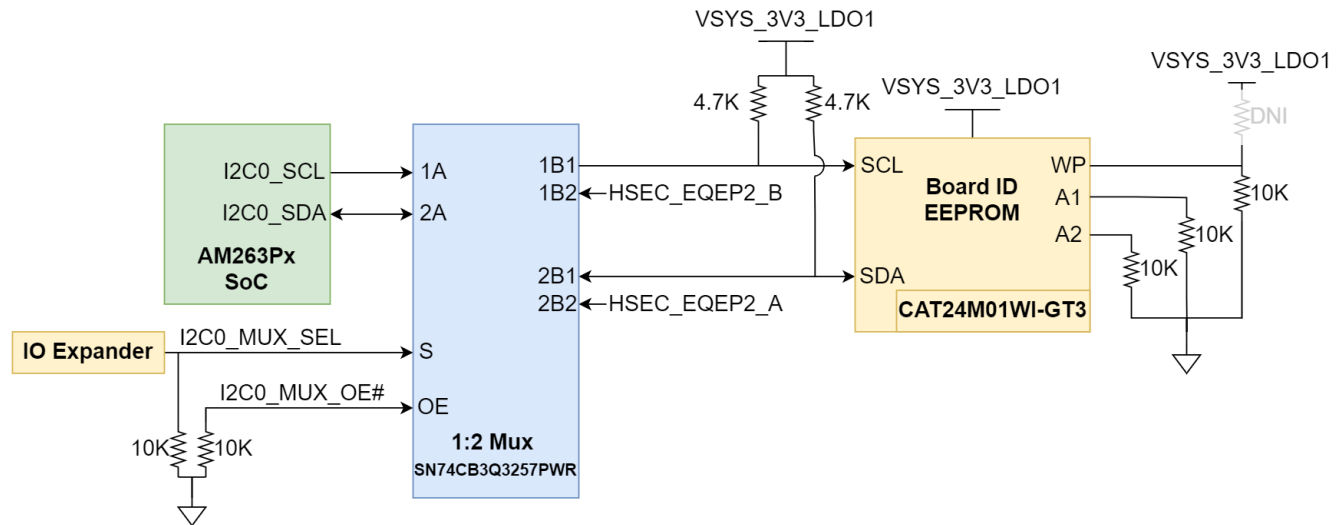 VSYS_3V3_LDO1
VSYS_3V3_LDO1
VSYS_3V3_LDO1
4.7K
4.7K
DNI
I2C0_SCL
I2C0_SDA
AM263Px
SoC
1A
2A
1B1
1B2
HSEC_EQEP2_B
2B1
2B2
HSEC_EQEP2_A
SCL
SDA
Board ID
EEPROM
WP
A1
A2
CAT24M01WI-GT3
10K
10K
10K
IO Expander
I2C0_MUX_SEL
S
I2C0_MUX_OE#
OE
10K
10K
1:2 Mux
SN74CB3Q3257PWR